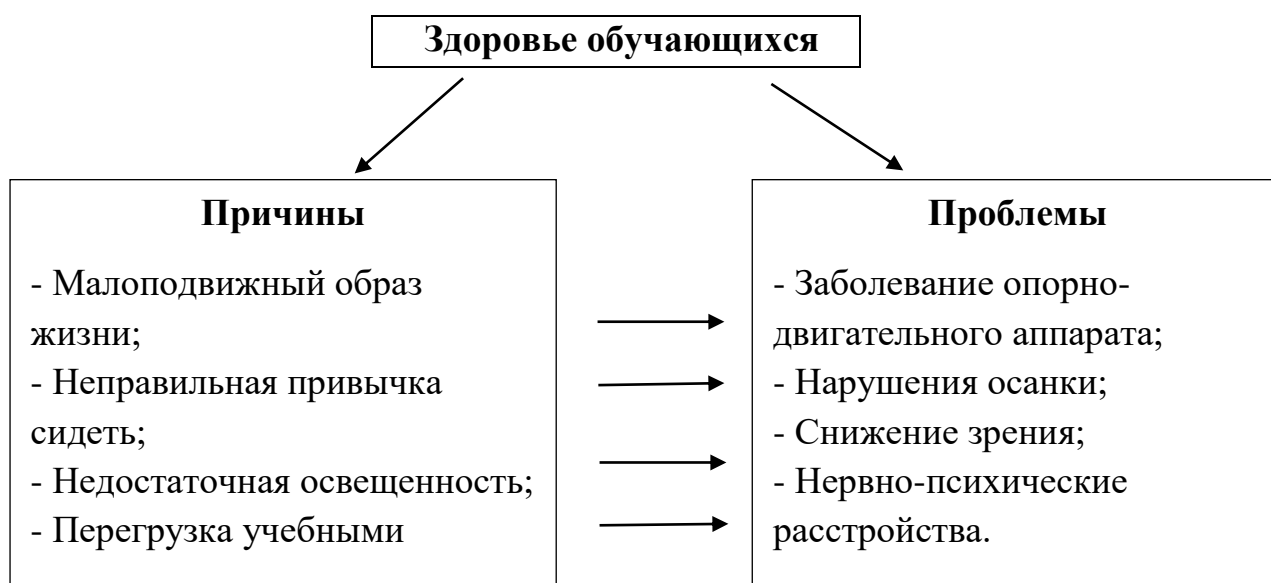 Здоровье обучающихся
Причины
- Малоподвижный образ
жизни;
- Неправильная привычка
сидеть;
- Недостаточная освещенность;
- Перегрузка учебными
Проблемы
- Заболевание опорно-
двигательного аппарата;
- Нарушения осанки;
- Снижение зрения;
- Нервно-психические
расстройства.